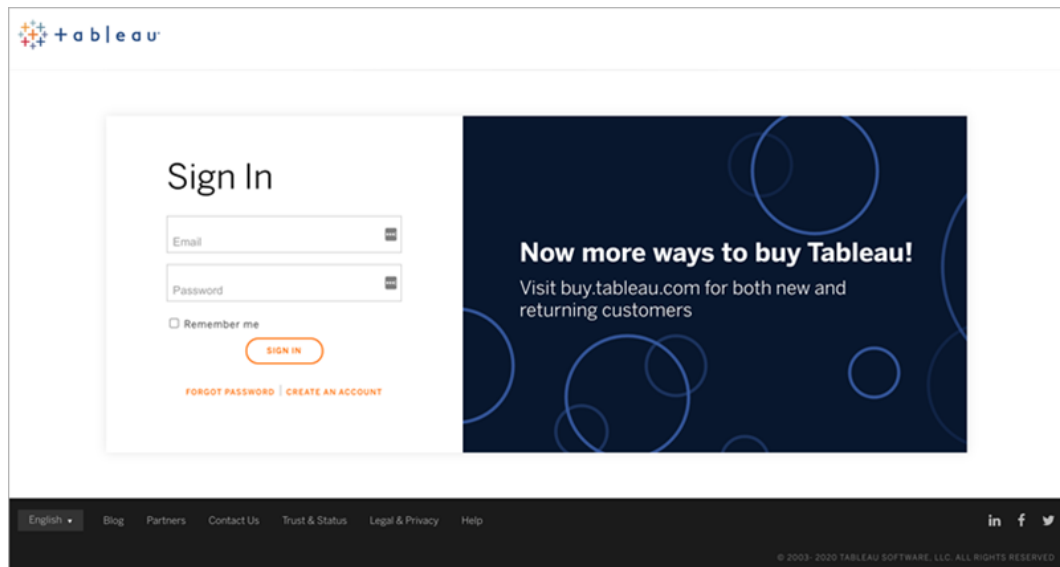 + a b | e a u
Sign In
Email
Password
Remember me
SIGN IN
FORGOT PASSWORD | CREATE AN ACCOUNT
Now more ways to buy Tableau!
Visit buy.tableau.com for both new and
returning customers
English
Blog
Partners
Contact Us
Trust & Status
Legal & Privacy
Help
in
f
© 2003- 2020 TABLEAU SOFTWARE, LLC. ALL RIGHTS RESERVED